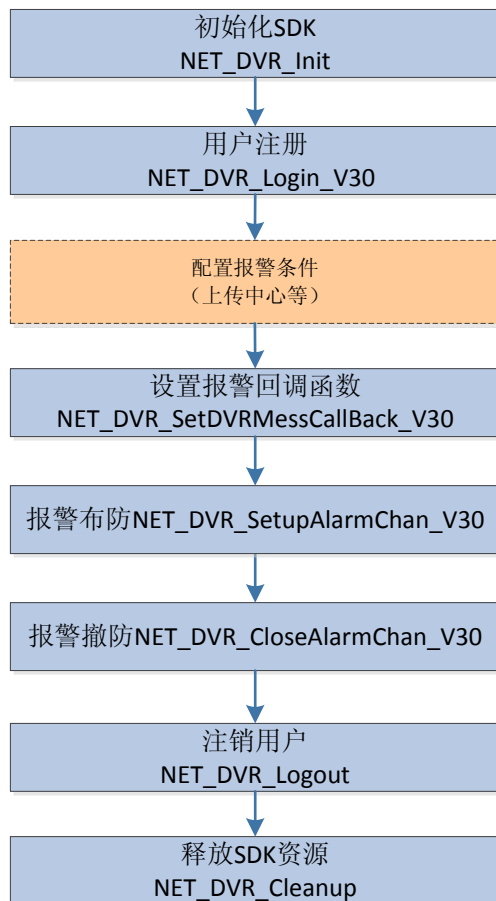 初始化SDK
NET_DVR_Init
用户注册
NET_DVR_Login_V30
配置报警条件
（上传中心等）
设置报警回调函数
NET_DVR_SetDVRMessCallBack_V30
报警布防NET_DVR_SetupAlarmChan_V30
报警撤防NET_DVR_CloseAlarmChan_V30
注销用户
NET_DVR_Logout
释放SDK资源
NET_DVR_Cleanup